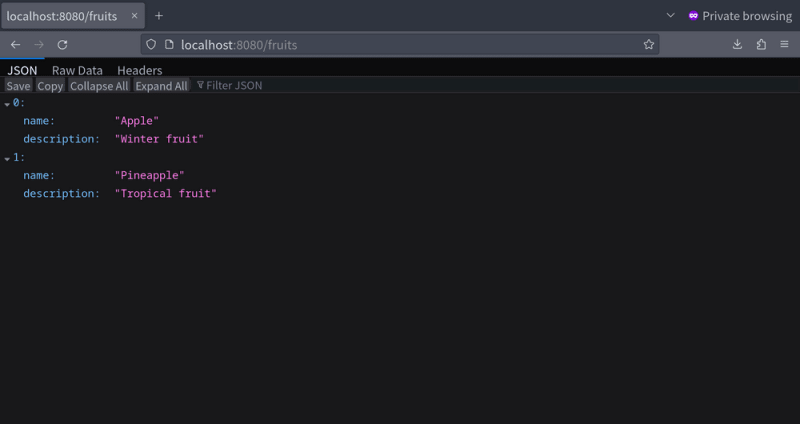 localhost:8080/fruits
Private browsing
localhost:8080/fruits
JSON Raw Data Headers
Save Copy Collapse All Expand All Filter JSON
0:
name: "Apple"
description: "Winter fruit"
1:
name: "Pineapple"
description: "Tropical fruit"